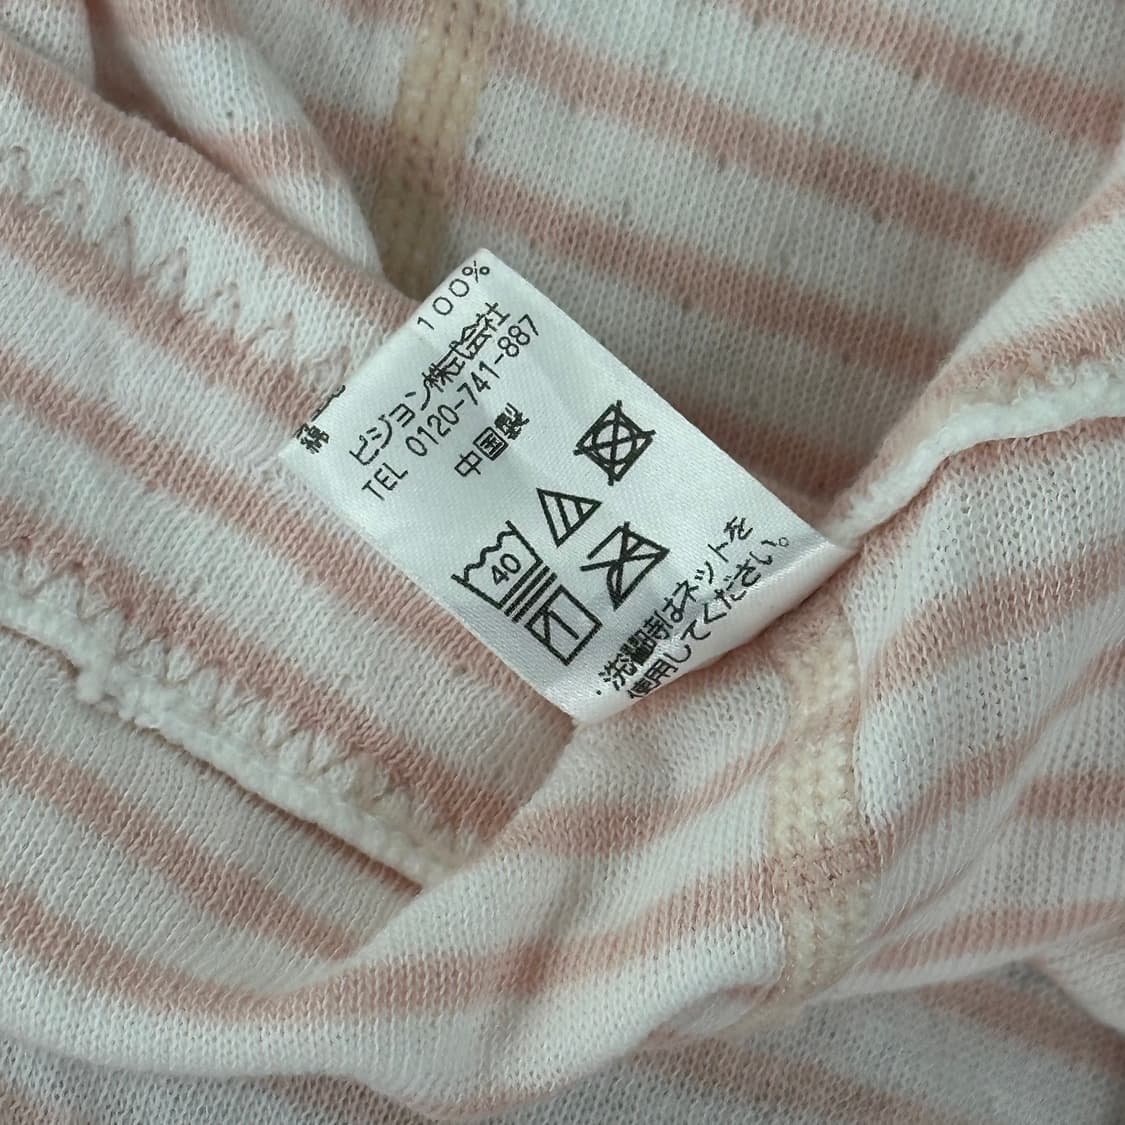 綿 100%
ピジョン株式会社
TEL 0120-741-887
中国製
40
・洗濯時はネットを
使用してください。